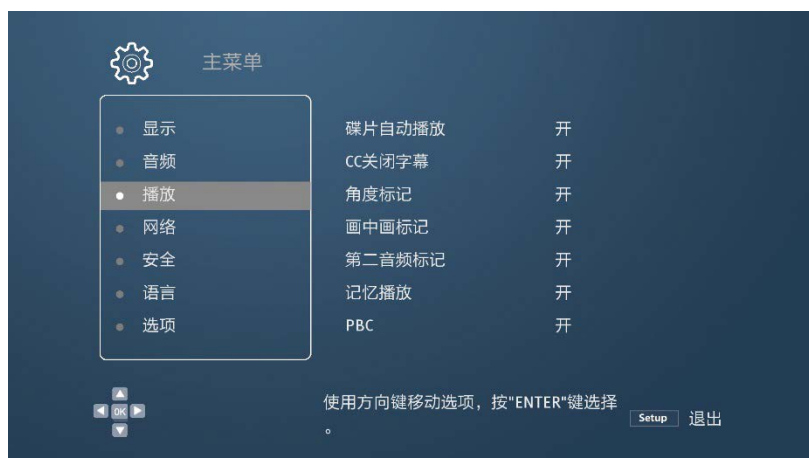 主菜单
显示
音频
播放
网络
安全
语言
选项
碟片自动播放 开
CC关闭字幕 开
角度标记 开
画中画标记 开
第二音频标记 开
记忆播放 开
PBC 开
OK
使用方向键移动选项，按"ENTER"键选择
。
Setup 退出